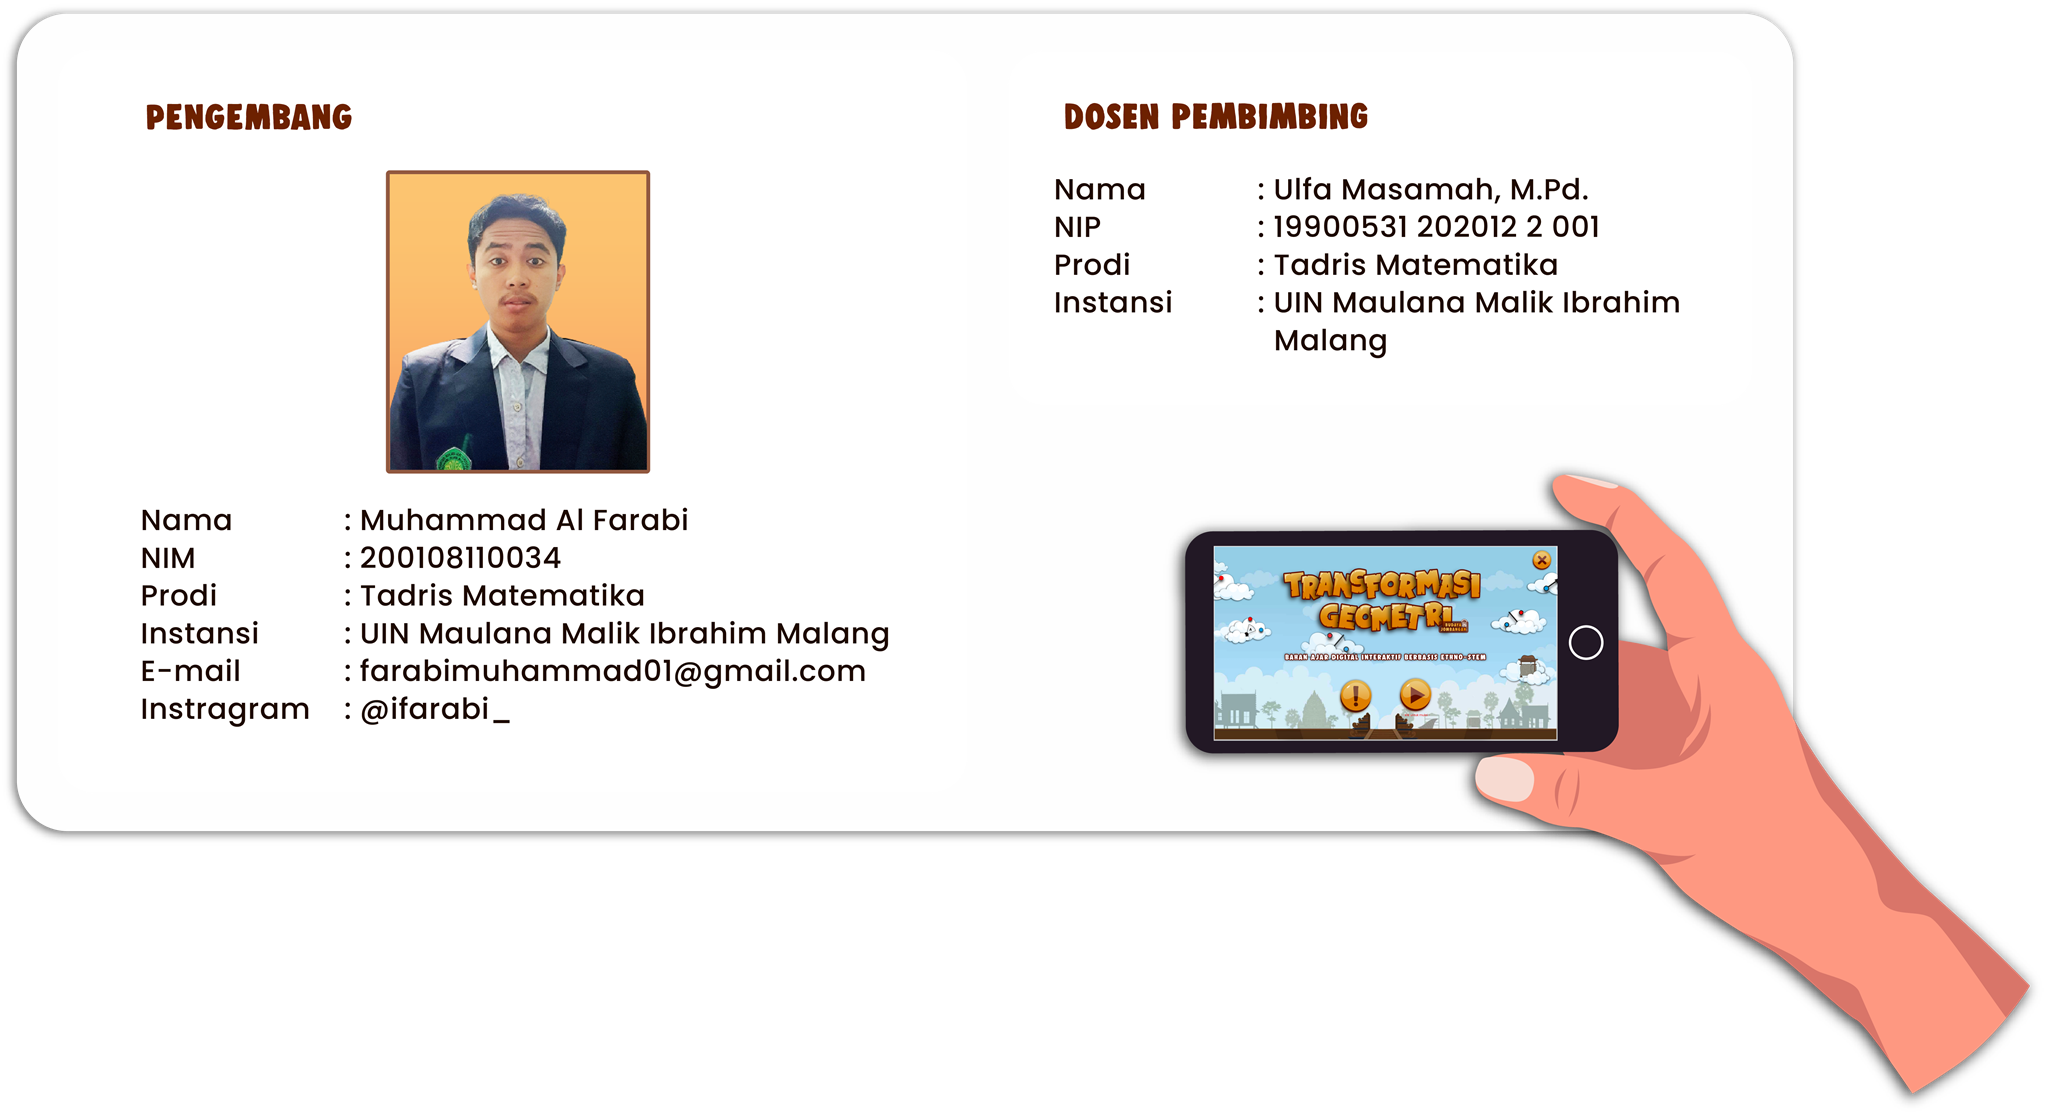 PENGEMBANG
Nama : Muhammad Al Farabi
NIM : 200108110034
Prodi : Tadris Matematika
Instansi : UIN Maulana Malik Ibrahim Malang
E-mail : farabimuhammad01@gmail.com
Instragram : @ifarabi_
DOSEN PEMBIMBING
Nama : Ulfa Masamah, M.Pd.
NIP : 19900531 202012 2 001
Prodi : Tadris Matematika
Instansi : UIN Maulana Malik Ibrahim
Malang
TRANSFORMASI
GEOMETRI
BUDAYA
JOMBANGAN
BAHAN AJAR DIGITAL INTERAKTIF BERBASIS ETHNO-STEM